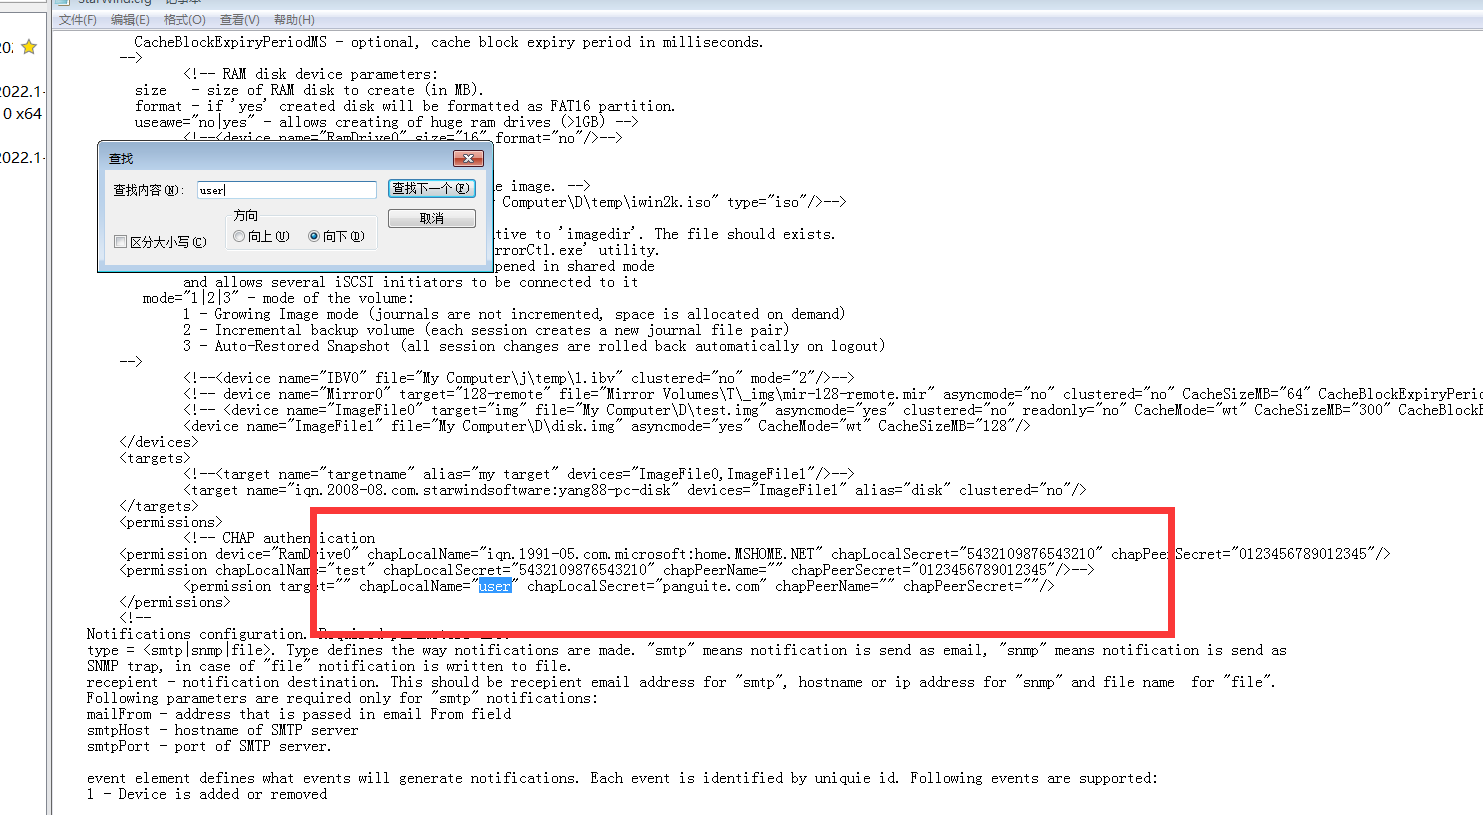 StarWind.cfg - 记事本
文件(F) 编辑(E) 格式(O) 查看(V) 帮助(H)
CacheBlockExpiryPeriodMS - optional, cache block expiry period in milliseconds.
-->
<!-- RAM disk device parameters:
size - size of RAM disk to create (in MB).
format - if 'yes' created disk will be formatted as FAT16 partition.
useawe="no|yes" - allows creating of huge ram drives (>1GB) -->
<!--<device name="RamDrive0" size="16" format="no"/>-->
2022.1-
0 x64
2022.1-
查找
查找内容(N):
user
查找下一个(F)
取消
方向
向上(U)
向下(D)
区分大小写(C)
e image. -->
Computer\D\temp\iwin2k.iso" type="iso"/>-->
tive to 'imagedir'. The file should exists.
rrorCtl.exe' utility.
pened in shared mode
and allows several iSCSI initiators to be connected to it
mode="1|2|3" - mode of the volume:
1 - Growing Image mode (journals are not incremented, space is allocated on demand)
2 - Incremental backup volume (each session creates a new journal file pair)
3 - Auto-Restored Snapshot (all session changes are rolled back automatically on logout)
-->
<!--<device name="IBV0" file="My Computer\j\temp\1.ibv" clustered="no" mode="2"/>-->
<!-- device name="Mirror0" target="128-remote" file="Mirror Volumes\T\_img\mir-128-remote.mir" asyncmode="no" clustered="no" CacheSizeMB="64" CacheBlockExpiryPerio
<!-- <device name="ImageFile0" target="img" file="My Computer\D\test.img" asyncmode="yes" clustered="no" readonly="no" CacheMode="wt" CacheSizeMB="300" CacheBlockE
<device name="ImageFile1" file="My Computer\D\disk.img" asyncmode="yes" CacheMode="wt" CacheSizeMB="128"/>
</devices>
<targets>
<!--<target name="targetname" alias="my target" devices="ImageFile0,ImageFile1"/>-->
<target name="iqn.2008-08.com.starwindsoftware:yang88-pc-disk" devices="ImageFile1" alias="disk" clustered="no"/>
</targets>
<permissions>
<!-- CHAP authentication
<permission device="RamDrive0" chapLocalName="iqn.1991-05.com.microsoft:home.MSHOME.NET" chapLocalSecret="5432109876543210" chapPeerSecret="0123456789012345"/>
<permission chapLocalName="test" chapLocalSecret="5432109876543210" chapPeerName="" chapPeerSecret="0123456789012345"/>-->
<permission target="" chapLocalName="user" chapLocalSecret="panguite.com" chapPeerName="" chapPeerSecret=""/>
</permissions>
<!--
Notifications configuration. Required parameters are:
type = <smtp|snmp|file>. Type defines the way notifications are made. "smtp" means notification is send as email, "snmp" means notification is send as
SNMP trap, in case of "file" notification is written to file.
recepient - notification destination. This should be recepient email address for "smtp", hostname or ip address for "snmp" and file name  for "file".
Following parameters are required only for "smtp" notifications:
mailFrom - address that is passed in email From field
smtpHost - hostname of SMTP server
smtpPort - port of SMTP server.
event element defines what events will generate notifications. Each event is identified by uniquie id. Following events are supported:
1 - Device is added or removed